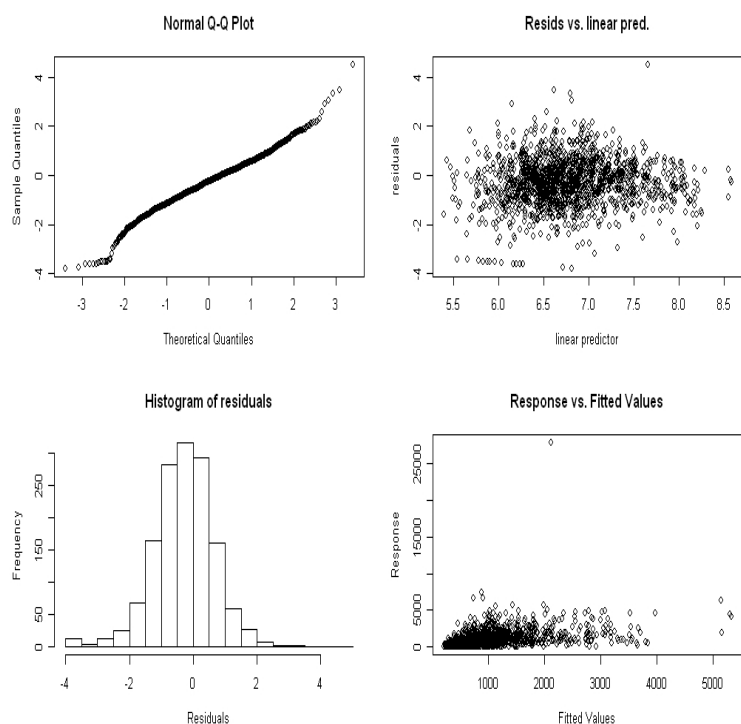 Normal Q-Q Plot
Sample Quantiles
4
2
0
-2
-4
-3 -2 -1 0 1 2 3
Theoretical Quantiles
Resids vs. linear pred.
residuals
4
2
0
-2
-4
5.5 6.0 6.5 7.0 7.5 8.0 8.5
linear predictor
Histogram of residuals
Frequency
250
150
50
0
-4 -2 0 2 4
Residuals
Response vs. Fitted Values
Response
25000
15000
5000
0
1000 2000 3000 4000 5000
Fitted Values